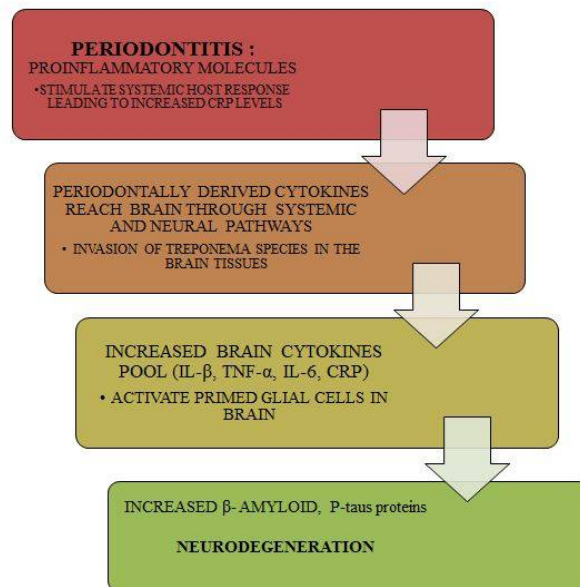 PERIODONTITIS :
PROINFLAMMATORY MOLECULES
•STIMULATE SYSTEMIC HOST RESPONSE
LEADING TO INCREASED CRP LEVELS
PERIODONTALLY DERIVED CYTOKINES
REACH BRAIN THROUGH SYSTEMIC
AND NEURAL PATHWAYS
• INVASION OF TREPONEMA SPECIES IN THE
BRAIN TISSUES
INCREASED BRAIN CYTOKINES
POOL (IL-β, TNF-α, IL-6, CRP)
• ACTIVATE PRIMED GLIAL CELLS IN
BRAIN
INCREASED β- AMYLOID, P-taus proteins
NEURODEGENERATION